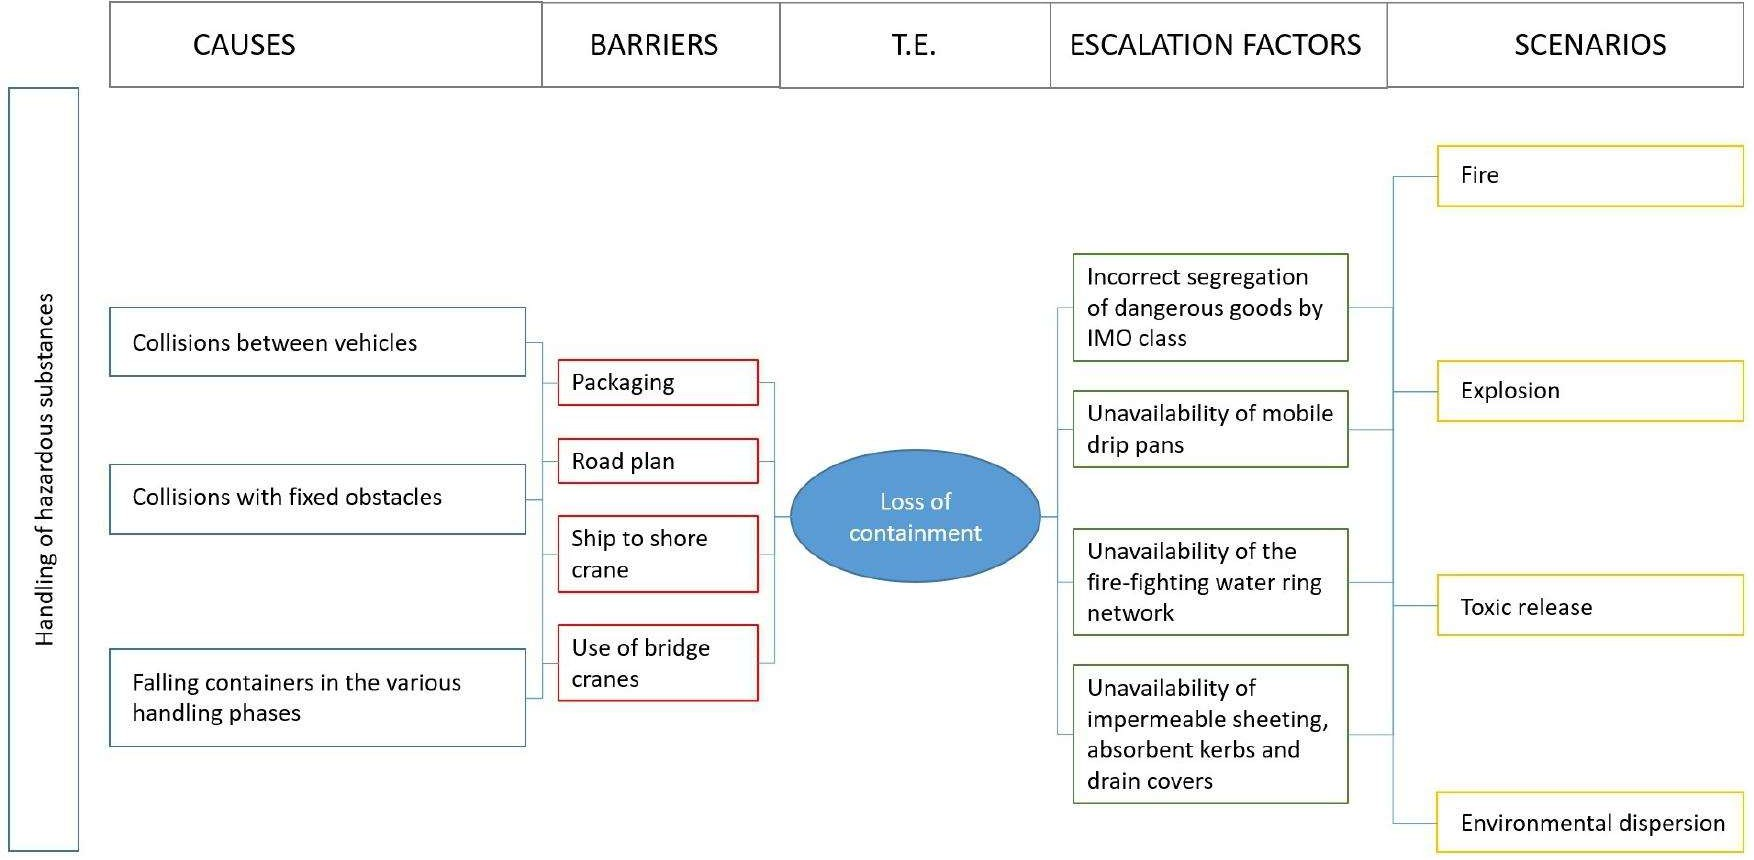 CAUSES
BARRIERS
T.E.
ESCALATION FACTORS
SCENARIOS
Handling of hazardous substances
Collisions between vehicles
Collisions with fixed obstacles
Falling containers in the various
handling phases
Packaging
Road plan
Ship to shore
crane
Use of bridge
cranes
Loss of
containment
Incorrect segregation
of dangerous goods by
IMO class
Unavailability of mobile
drip pans
Unavailability of the
fire-fighting water ring
network
Unavailability of
impermeable sheeting,
absorbent kerbs and
drain covers
Fire
Explosion
Toxic release
Environmental dispersion